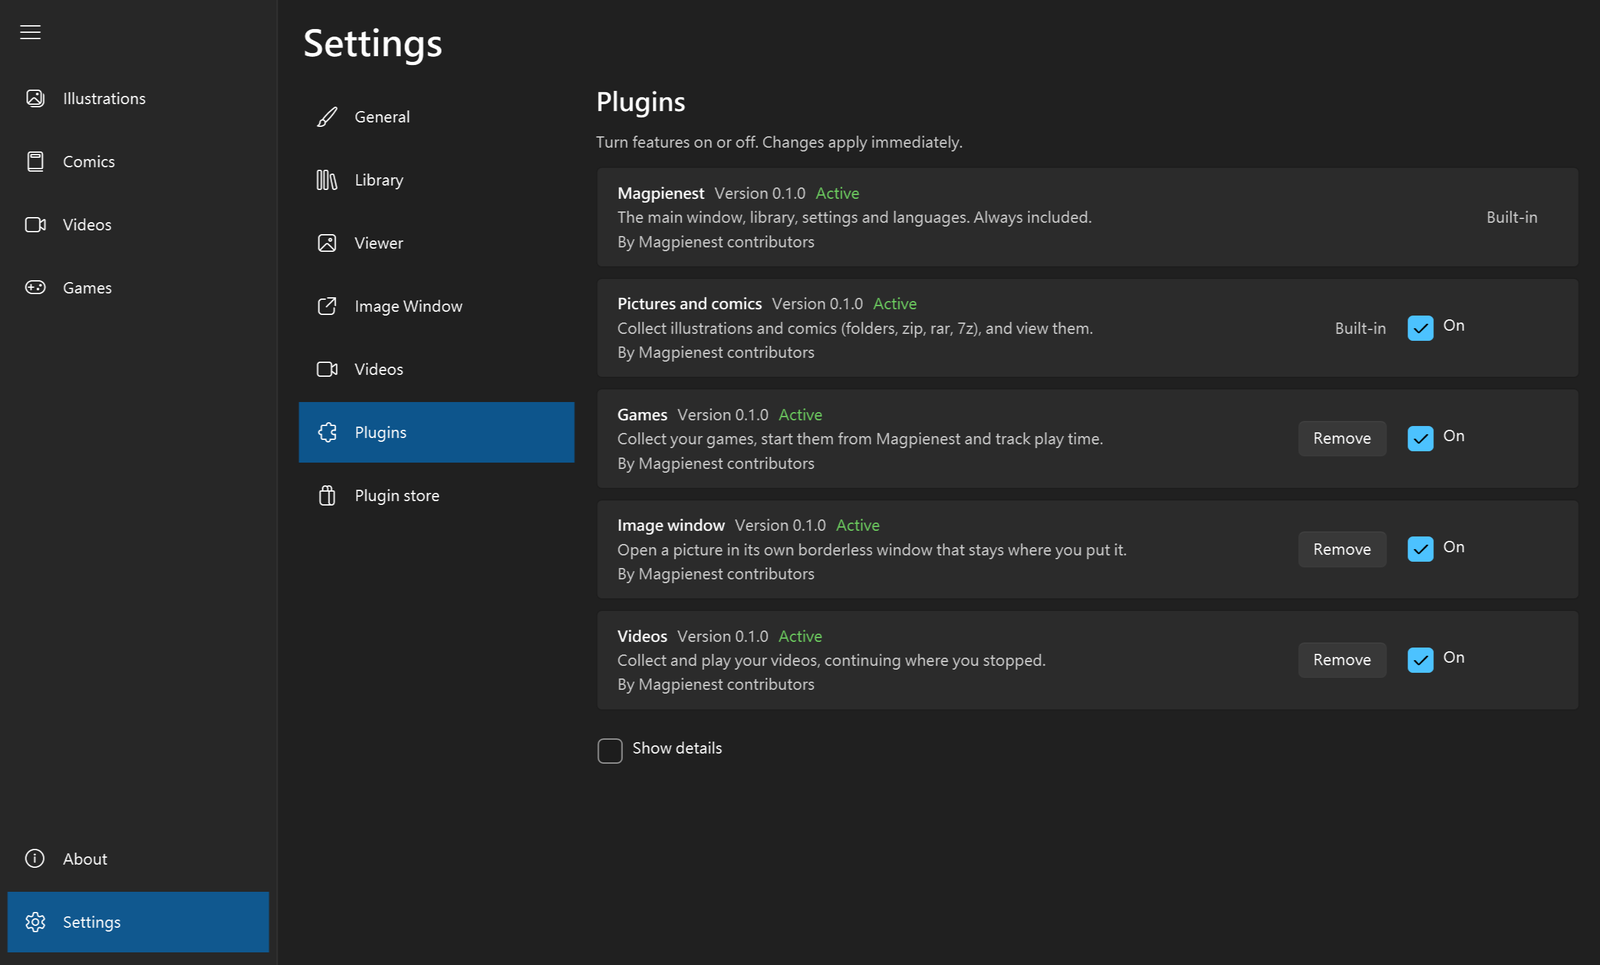 Settings
Illustrations
Comics
Videos
Games
About
Settings
General
Library
Viewer
Image Window
Videos
Plugins
Plugin store
Plugins
Turn features on or off. Changes apply immediately.
Magpienest Version 0.1.0 Active
The main window, library, settings and languages. Always included.
By Magpienest contributors
Built-in
Pictures and comics Version 0.1.0 Active
Collect illustrations and comics (folders, zip, rar, 7z), and view them.
By Magpienest contributors
Built-in On
Games Version 0.1.0 Active
Collect your games, start them from Magpienest and track play time.
By Magpienest contributors
Remove On
Image window Version 0.1.0 Active
Open a picture in its own borderless window that stays where you put it.
By Magpienest contributors
Remove On
Videos Version 0.1.0 Active
Collect and play your videos, continuing where you stopped.
By Magpienest contributors
Remove On
Show details